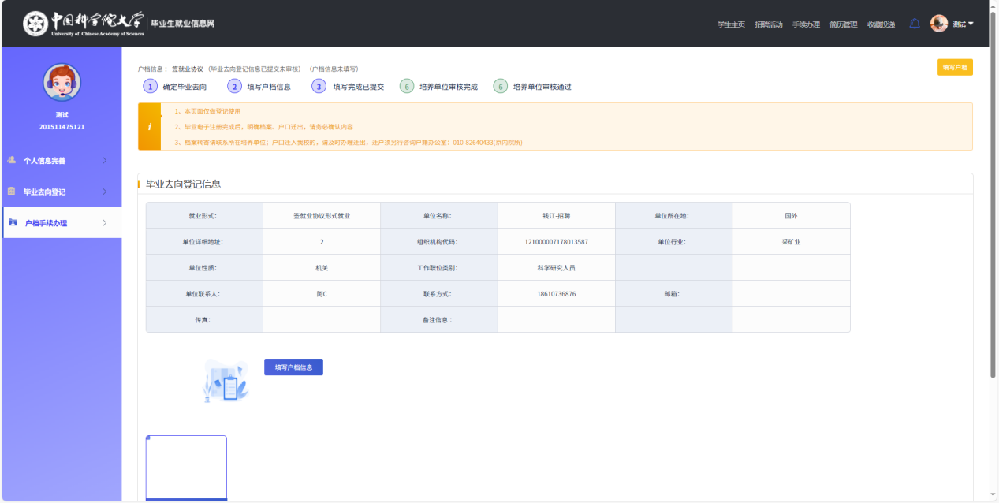 中国科学院大学
University of Chinese Academy of Sciences
毕业生就业信息网
学生主页 招聘活动 手续办理 简历管理 收藏投递 测试
测试
201511475121
个人信息完善
毕业去向登记
户档手续办理
户档信息: 签就业协议 (毕业去向登记信息已提交未审核) (户档信息未填写)
填写户档
1 确定毕业去向 2 填写户档信息 3 填写完成已提交 6 培养单位审核完成 6 培养单位审核通过
i
1、本页面仅做登记使用
2、毕业电子注册完成后,明确档案、户口迁出,请务必确认内容
3、档案转寄请联系所在培养单位;户口迁入我校的,请及时办理迁出,迁户须另行咨询户籍办公室:010-82640433(京内院所)
毕业去向登记信息
就业形式: 签就业协议形式就业 单位名称: 钱江-招聘 单位所在地: 国外
单位详细地址: 2 组织机构代码: 121000007178013587 单位行业: 采矿业
单位性质: 机关 工作职位类别: 科学研究人员
单位联系人: 阿C 联系方式: 18610736876 邮箱:
传真: 备注信息:
填写户档信息